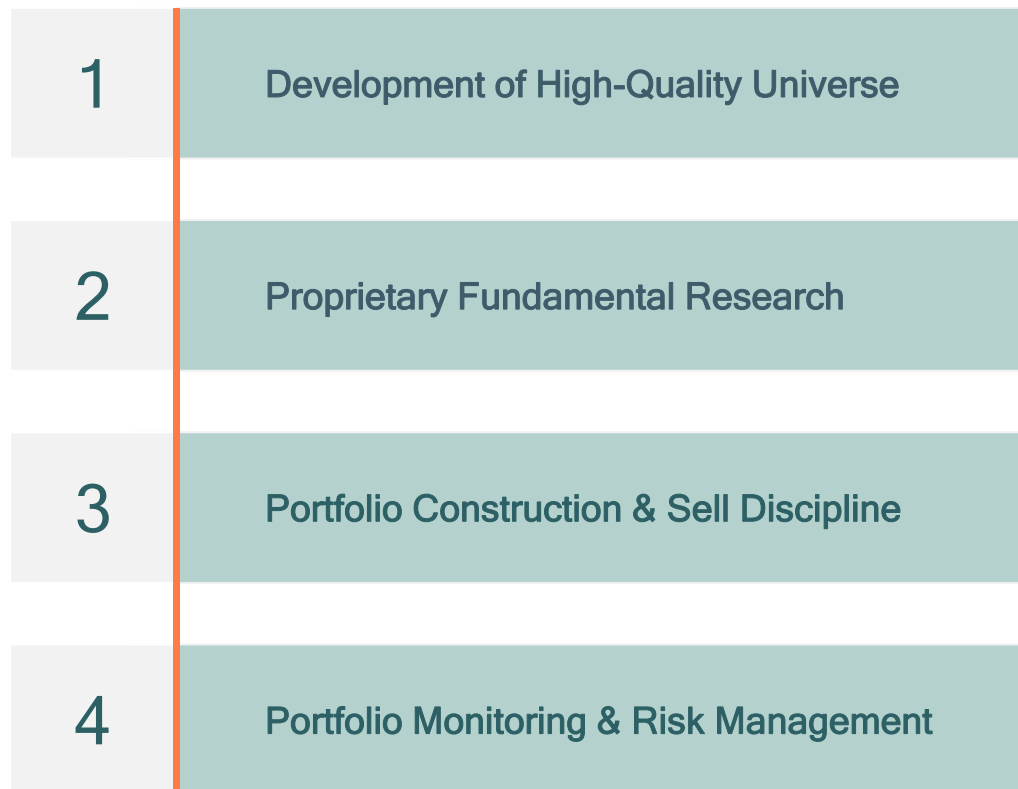 1
Development of High-Quality Universe
2
Proprietary Fundamental Research
3
Portfolio Construction & Sell Discipline
4
Portfolio Monitoring & Risk Management